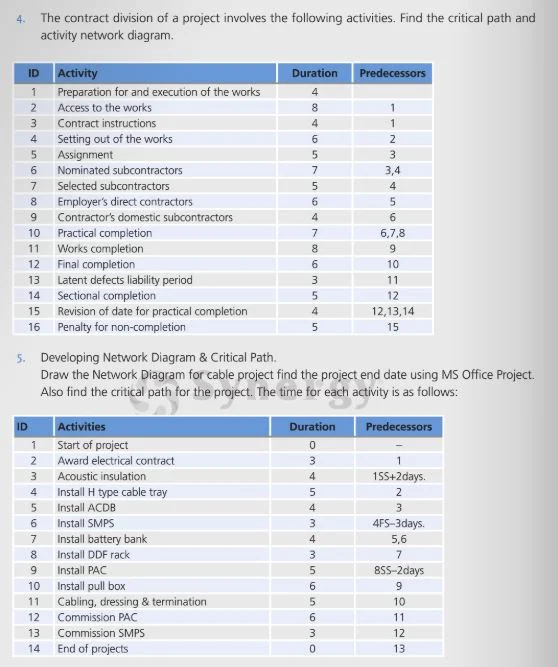 4. The contract division of a project involves the following activities. Find the critical path and
activity network diagram.
ID Activity Duration Predecessors
1 Preparation for and execution of the works 4
2 Access to the works 8 1
3 Contract instructions 4 1
4 Setting out of the works 6 2
5 Assignment 5 3
6 Nominated subcontractors 7 3,4
7 Selected subcontractors 5 4
8 Employer's direct contractors 6 5
9 Contractor's domestic subcontractors 4 6
10 Practical completion 7 6,7,8
11 Works completion 8 9
12 Final completion 6 10
13 Latent defects liability period 3 11
14 Sectional completion 5 12
15 Revision of date for practical completion 4 12,13,14
16 Penalty for non-completion 5 15
5. Developing Network Diagram & Critical Path.
Draw the Network Diagram for cable project find the project end date using MS Office Project.
Also find the critical path for the project. The time for each activity is as follows:
Synergy
ID Activities Duration Predecessors
1 Start of project 0 –
2 Award electrical contract 3 1
3 Acoustic insulation 4 1SS+2days.
4 Install H type cable tray 5 2
5 Install ACDB 4 3
6 Install SMPS 3 4FS–3days.
7 Install battery bank 4 5,6
8 Install DDF rack 3 7
9 Install PAC 5 8SS–2days
10 Install pull box 6 9
11 Cabling, dressing & termination 5 10
12 Commission PAC 6 11
13 Commission SMPS 3 12
14 End of projects 0 13